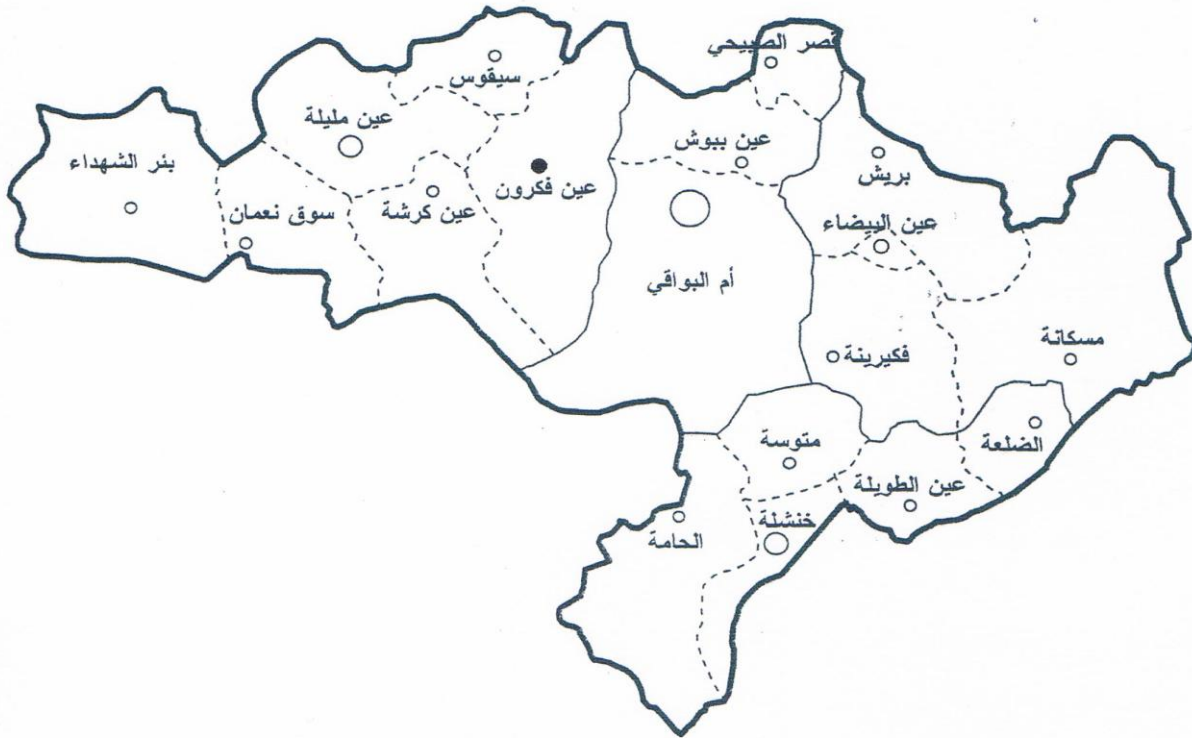 قصر الصبيحي
سيقوس
عين مليلة
عين ببوش
بئر الشهداء
بريش
عين فكرون
عين كرشة
سوق نعمان
عين البيضاء
أم البواقي
مسكانة
فكيرينة
متوسة
الضلعة
عين الطويلة
خنشلة
الحامة